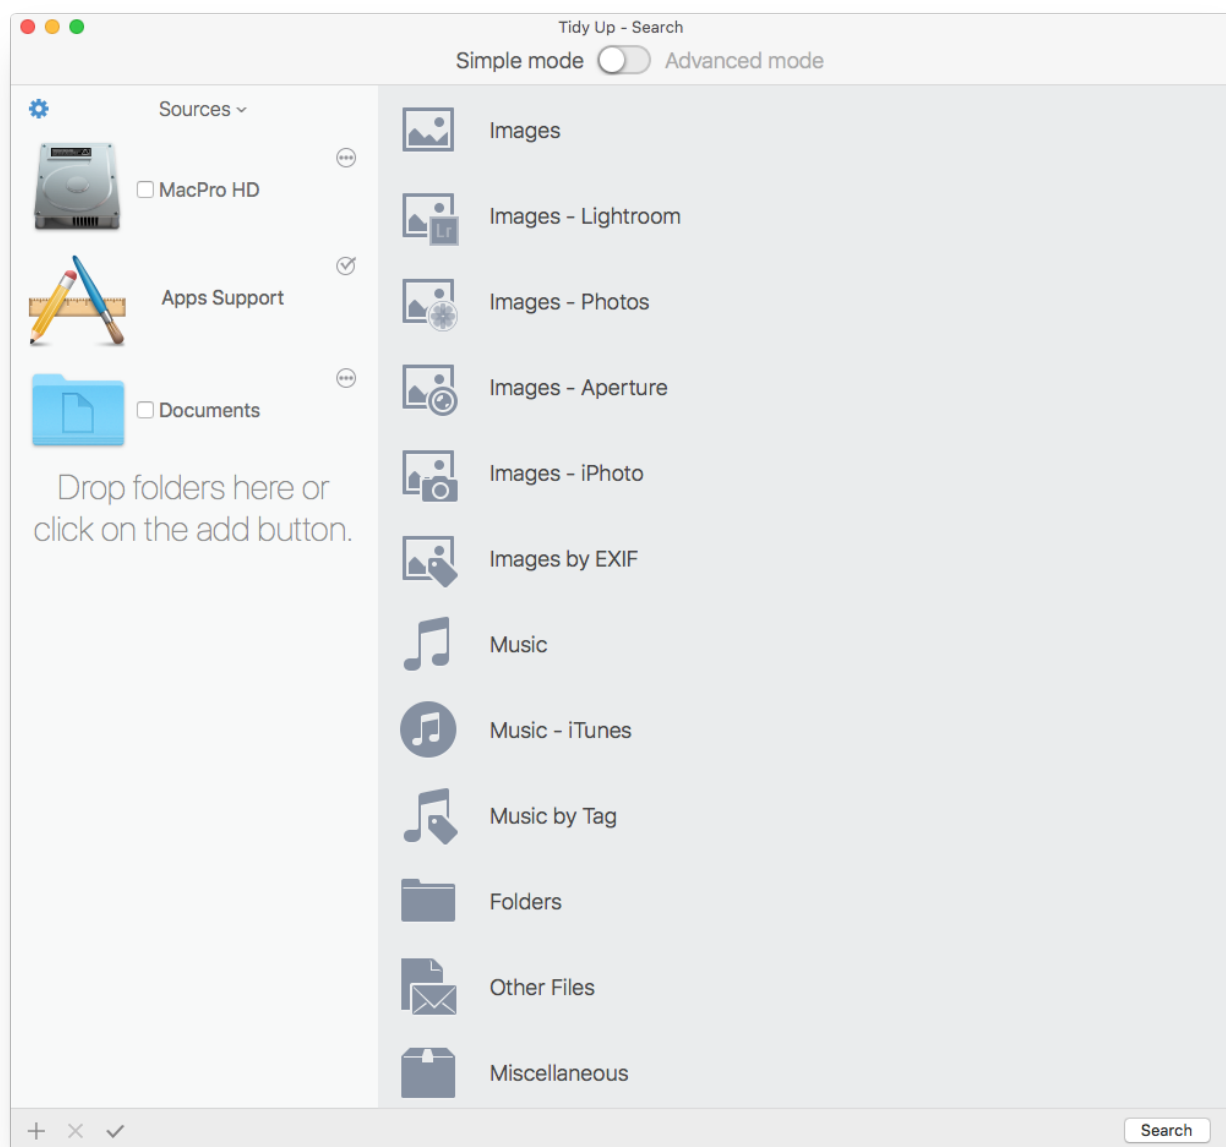 Tidy Up - Search
Simple mode Advanced mode
Sources
MacPro HD
Apps Support
Documents
Drop folders here or
click on the add button.
Images
Lr
Images - Lightroom
Images - Photos
Images - Aperture
Images - iPhoto
Images by EXIF
Music
Music - iTunes
Music by Tag
Folders
Other Files
Miscellaneous
Search